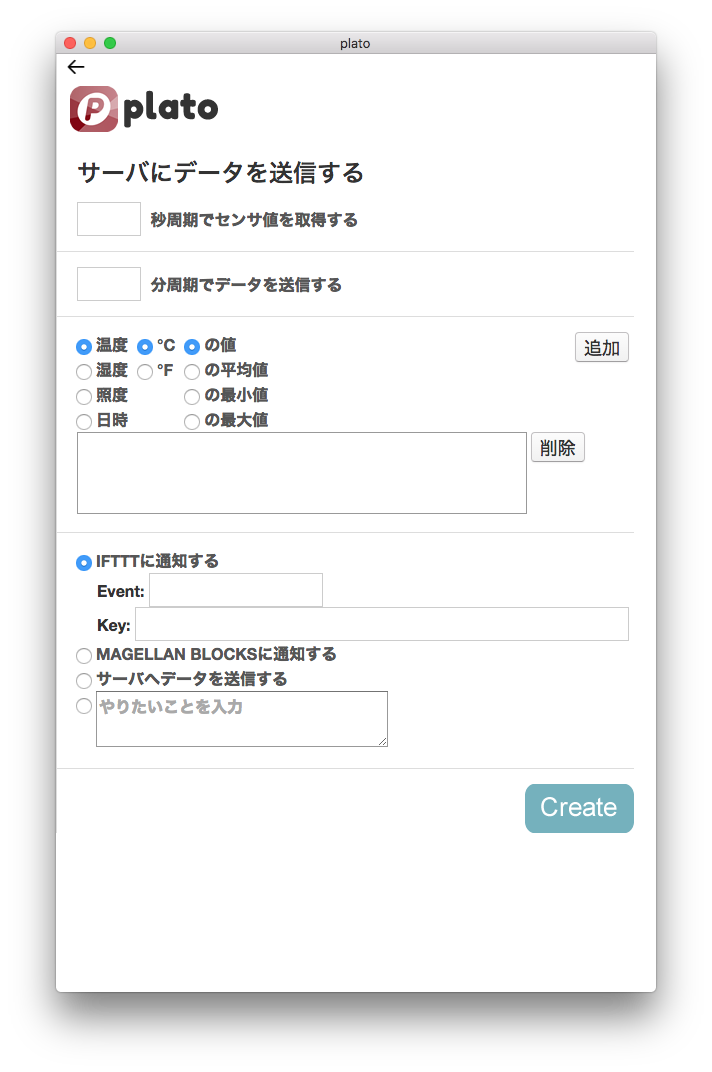 plato
plato
サーバにデータを送信する
秒周期でセンサ値を取得する
分周期でデータを送信する
温度 °C の値 追加
湿度 °F の平均値
照度 の最小値
日時 の最大値
削除
IFTTTに通知する
Event:
Key:
MAGELLAN BLOCKSに通知する
サーバへデータを送信する
やりたいことを入力
Create